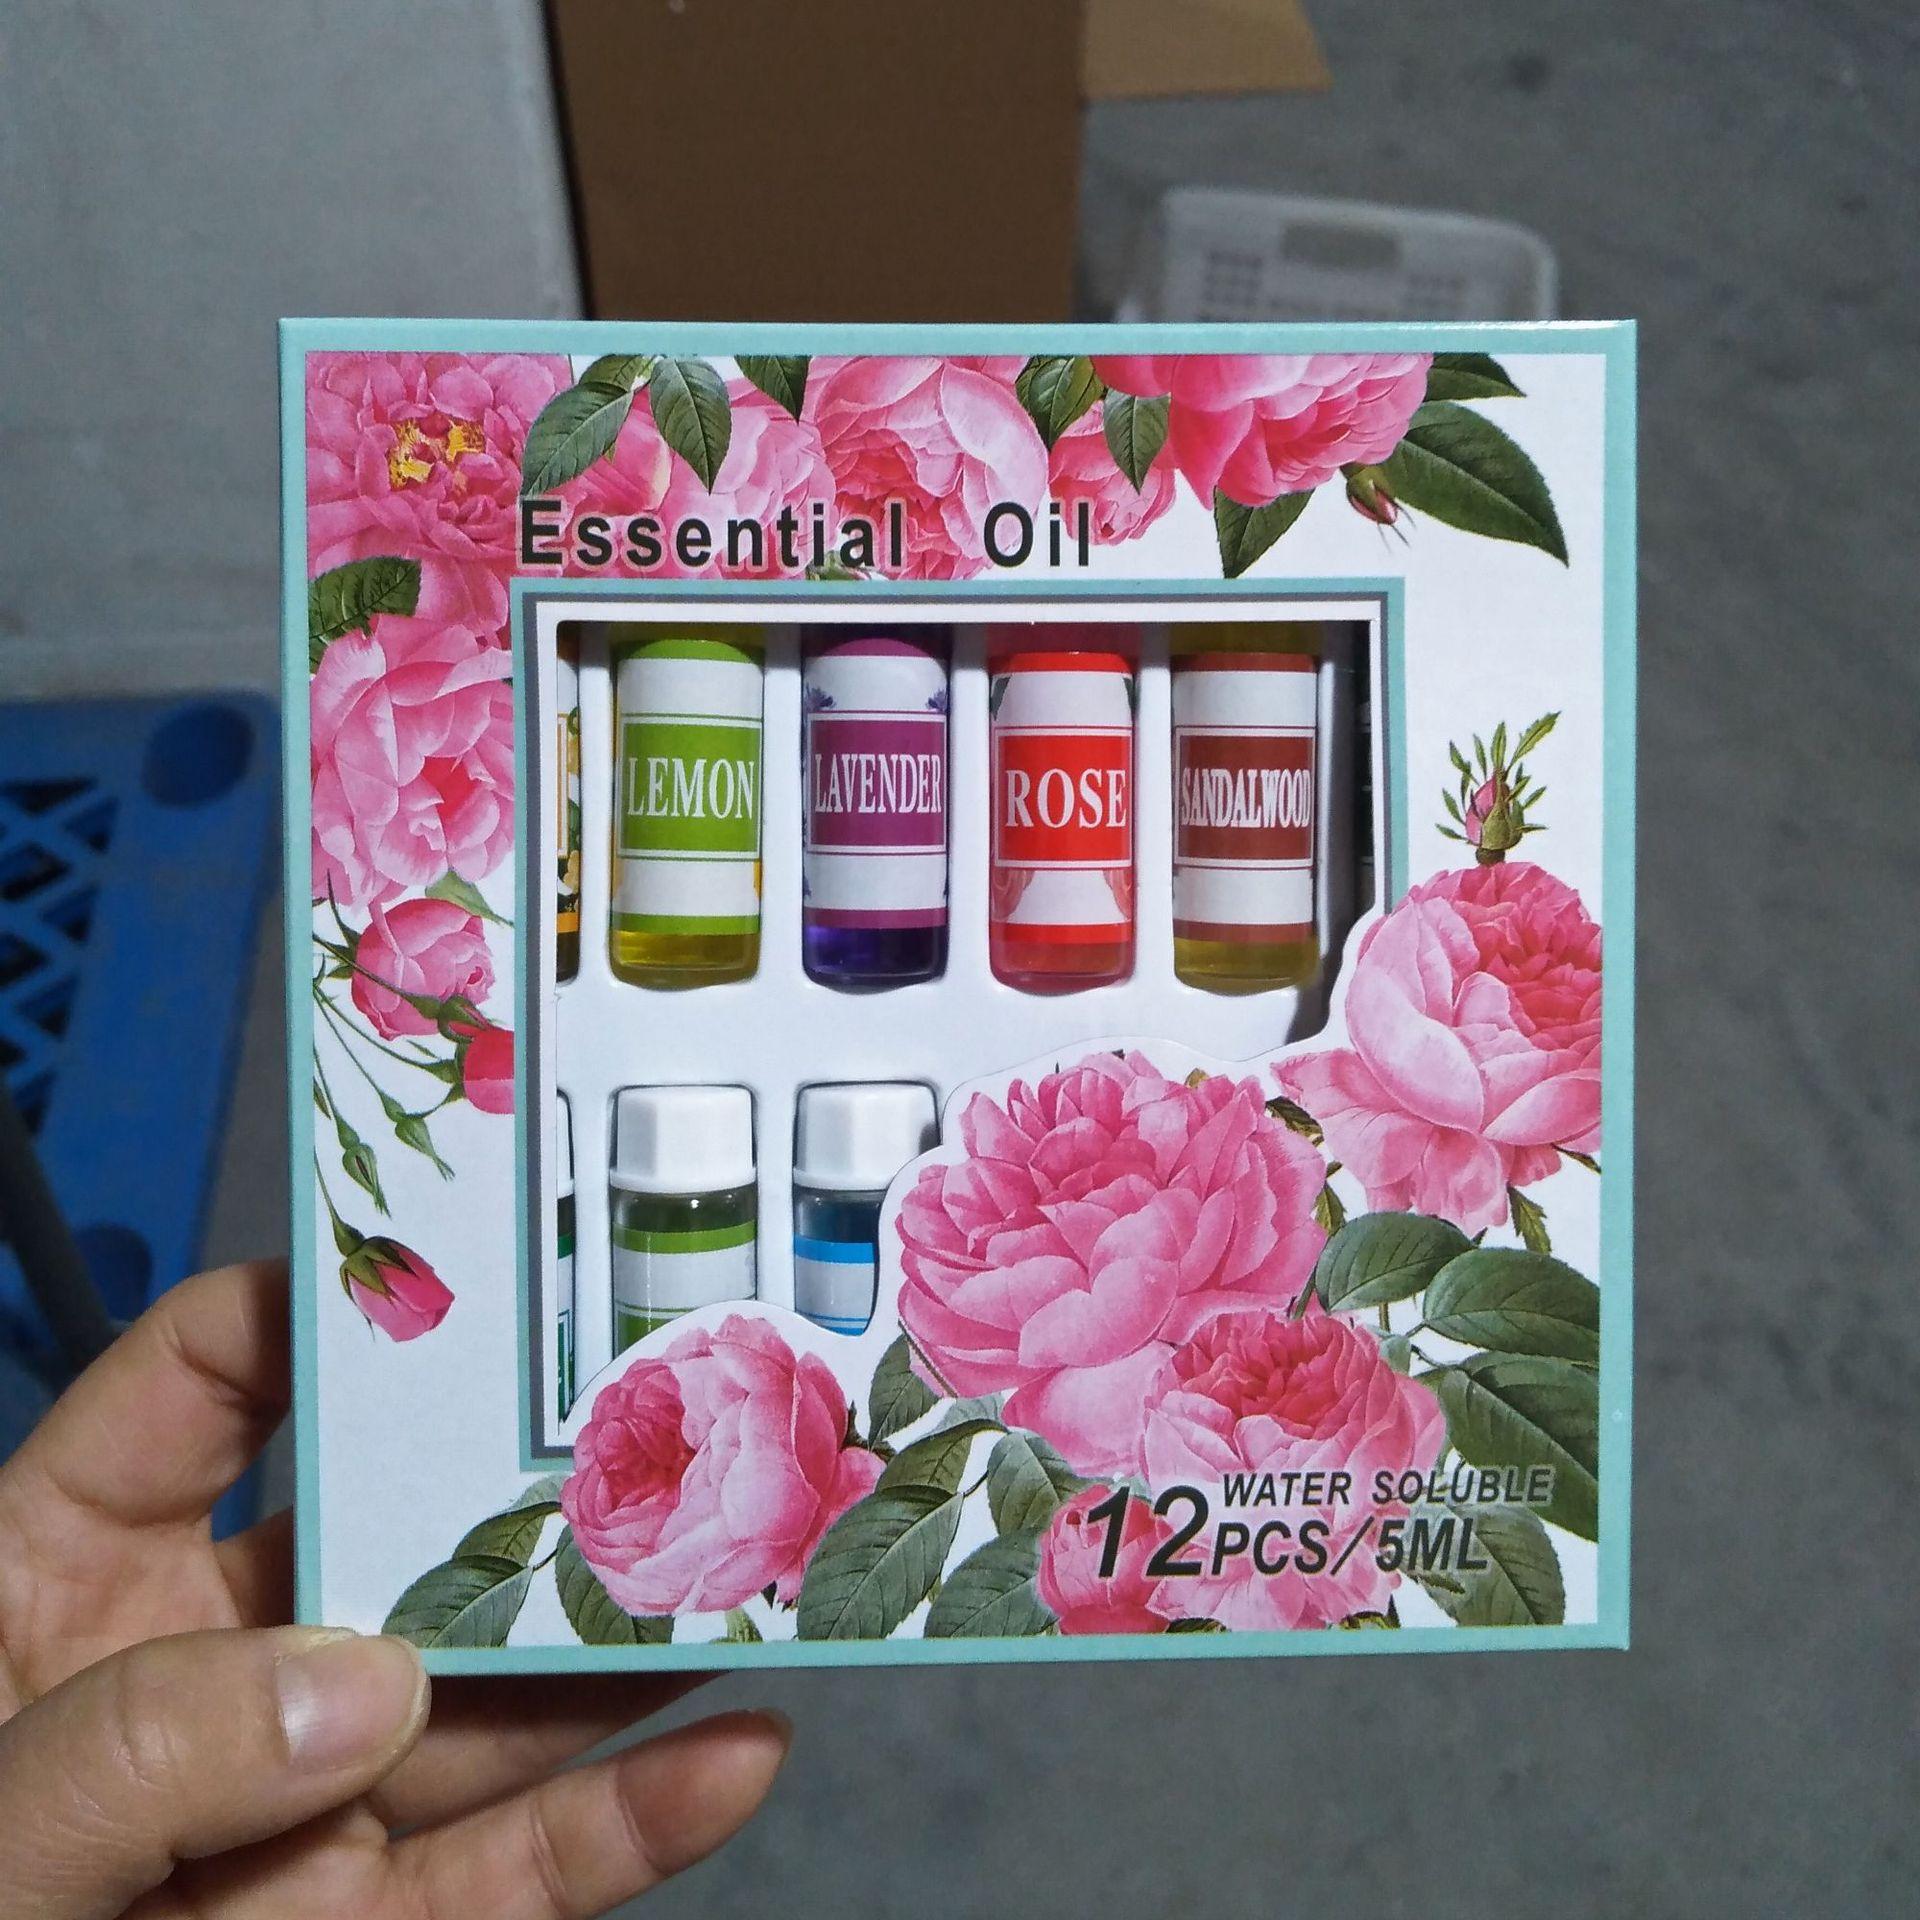 Essential Oil
LEMON
LAVENDER
ROSE
SANDALWOOD
WATER SOLUBLE
12PCS/5ML